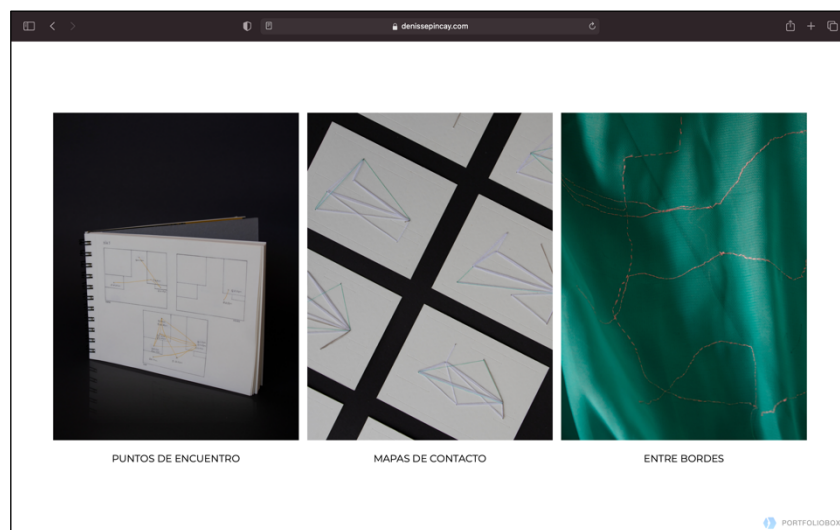 denissepincay.com
PUNTOS DE ENCUENTRO
MAPAS DE CONTACTO
ENTRE BORDES
PORTFOLIOBOX